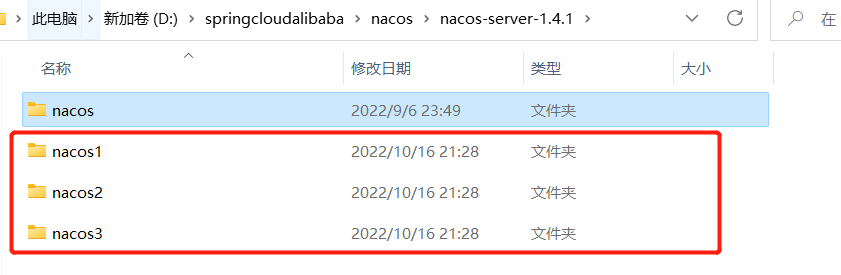 此电脑 新加卷 (D:) springcloudalibaba nacos nacos-server-1.4.1 在
名称 修改日期 类型 大小
nacos 2022/9/6 23:49 文件夹
nacos1 2022/10/16 21:28 文件夹
nacos2 2022/10/16 21:28 文件夹
nacos3 2022/10/16 21:28 文件夹